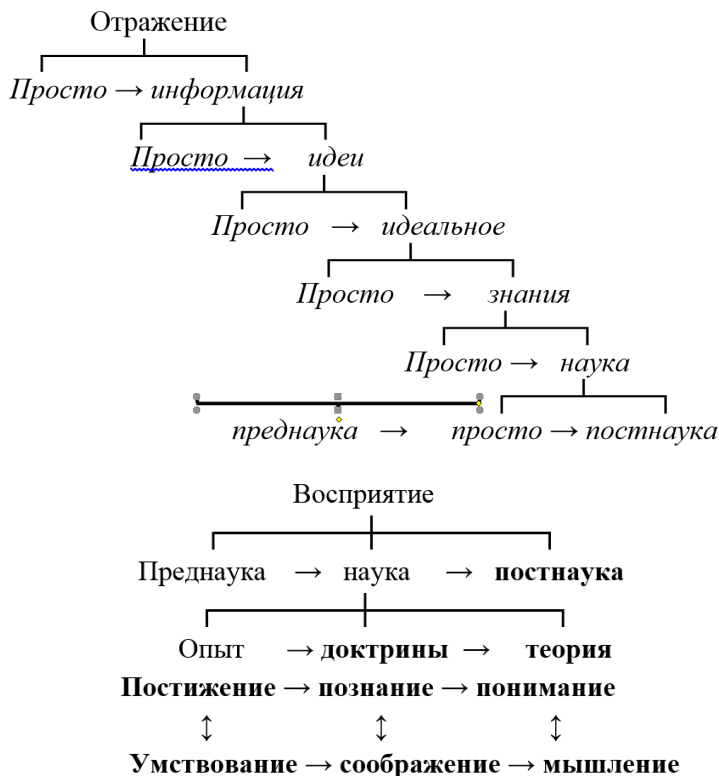 Отражение
Просто → информация
Просто → идеи
Просто → идеальное
Просто → знания
Просто → наука
преднаука → просто → постнаука
Восприятие
Преднаука → наука → постнаука
Опыт → доктрины → теория
Постижение → познание → понимание
↕ ↕ ↕
Умствование → соображение → мышление